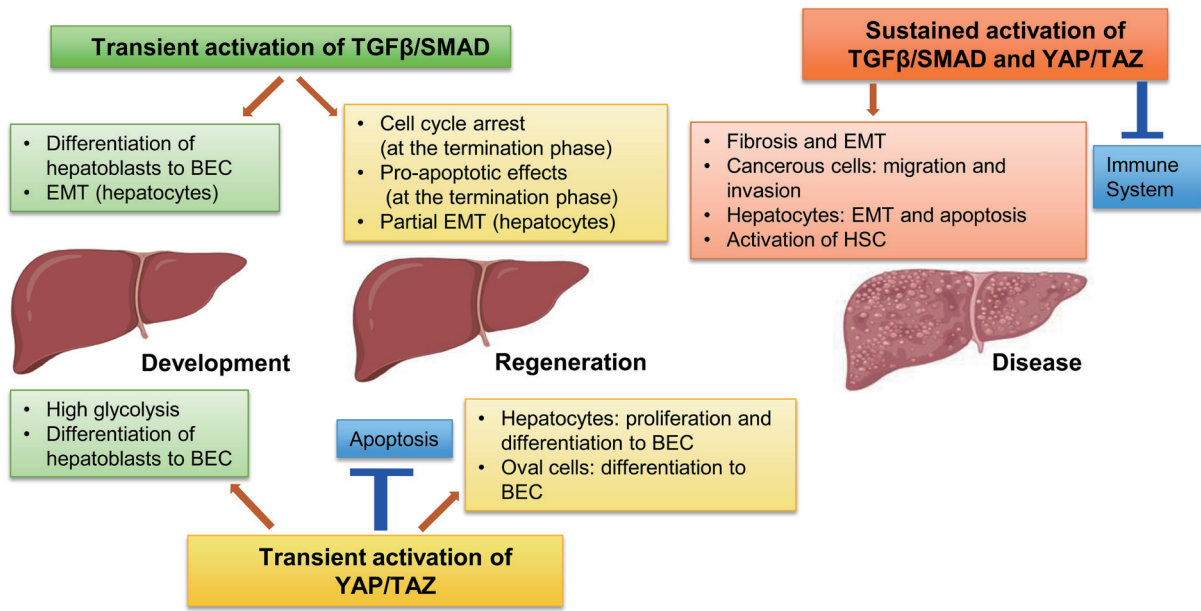 Transient activation of TGFβ/SMAD
Sustained activation of
TGFβ/SMAD and YAP/TAZ
• Differentiation of
hepatoblasts to BEC
• EMT (hepatocytes)
• Cell cycle arrest
(at the termination phase)
• Pro-apoptotic effects
(at the termination phase)
• Partial EMT (hepatocytes)
• Fibrosis and EMT
• Cancerous cells: migration and
invasion
• Hepatocytes: EMT and apoptosis
• Activation of HSC
Immune
System
Development
Regeneration
Disease
• High glycolysis
• Differentiation of
hepatoblasts to BEC
Apoptosis
• Hepatocytes: proliferation and
differentiation to BEC
• Oval cells: differentiation to
BEC
Transient activation of
YAP/TAZ